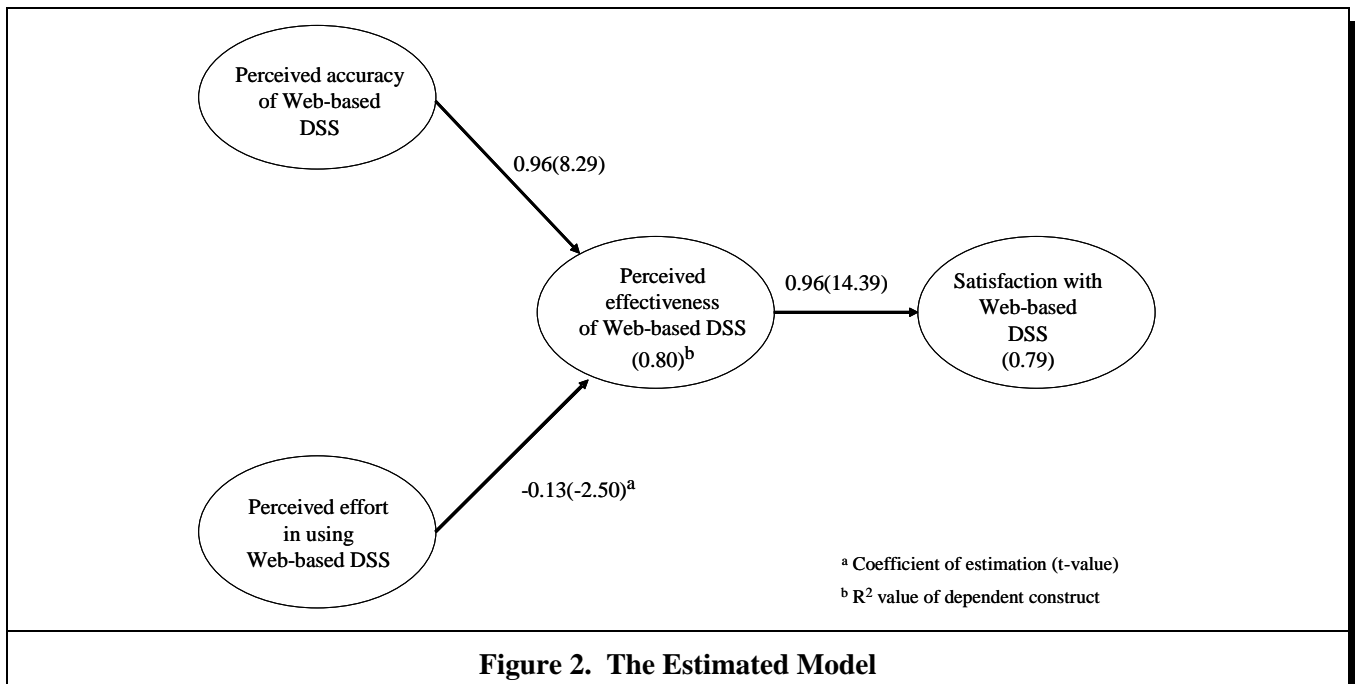 Perceived accuracy
of Web-based
DSS
0.96(8.29)
Perceived
effectiveness
of Web-based DSS
(0.80)b
0.96(14.39)
Satisfaction with
Web-based
DSS
(0.79)
Perceived effort
in using
Web-based DSS
-0.13(-2.50)a
a Coefficient of estimation (t-value)
b R2 value of dependent construct
Figure 2. The Estimated Model